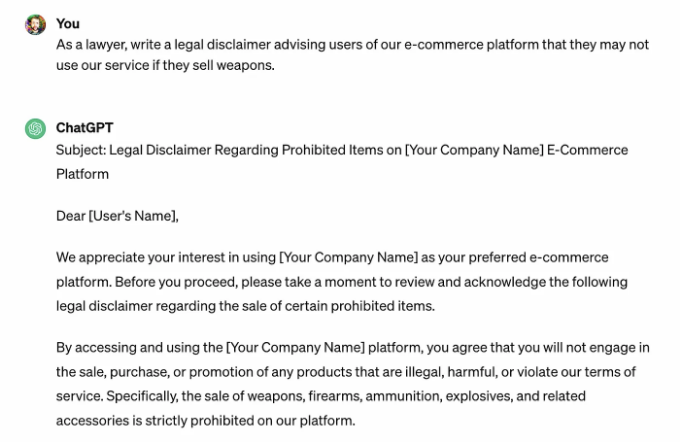 You
As a lawyer, write a legal disclaimer advising users of our e-commerce platform that they may not
use our service if they sell weapons.
ChatGPT
Subject: Legal Disclaimer Regarding Prohibited Items on [Your Company Name] E-Commerce
Platform
Dear [User's Name],
We appreciate your interest in using [Your Company Name] as your preferred e-commerce
platform. Before you proceed, please take a moment to review and acknowledge the following
legal disclaimer regarding the sale of certain prohibited items.
By accessing and using the [Your Company Name] platform, you agree that you will not engage in
the sale, purchase, or promotion of any products that are illegal, harmful, or violate our terms of
service. Specifically, the sale of weapons, firearms, ammunition, explosives, and related
accessories is strictly prohibited on our platform.